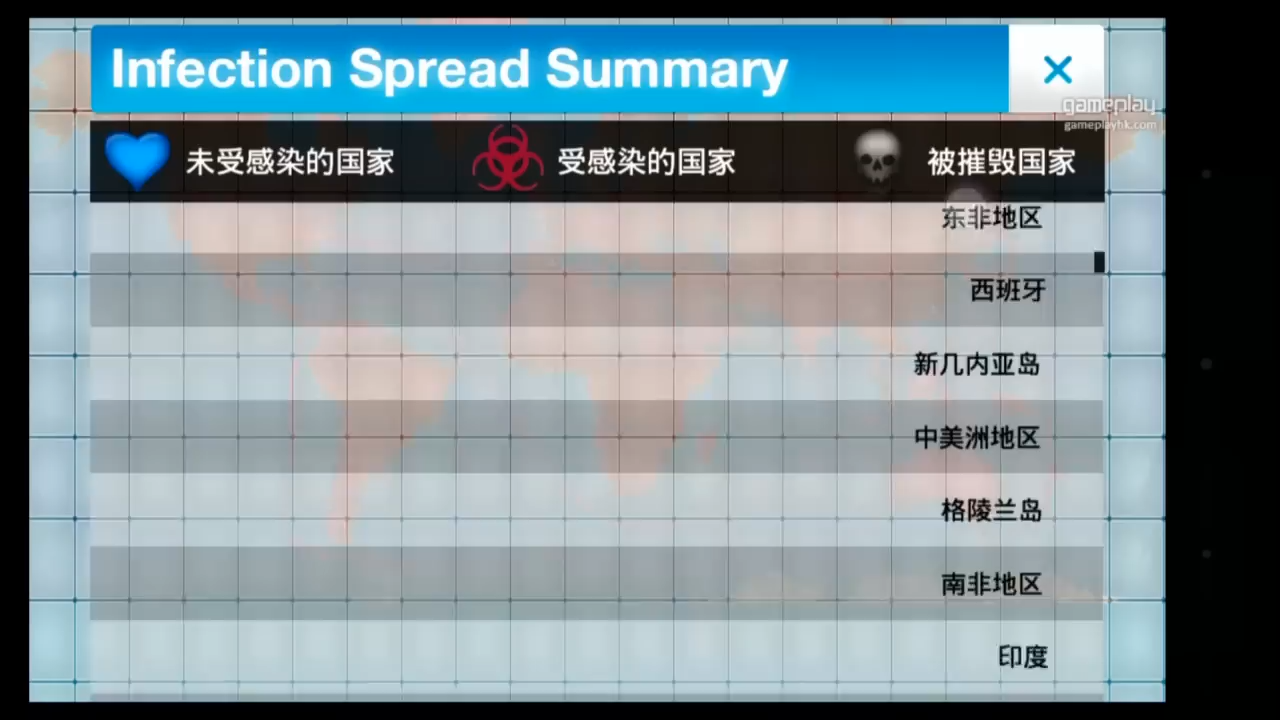 Infection Spread Summary
gameplay
gameplayhk.com
未受感染的国家 受感染的国家 被摧毁国家
东非地区
西班牙
新几内亚岛
中美洲地区
格陵兰岛
南非地区
印度